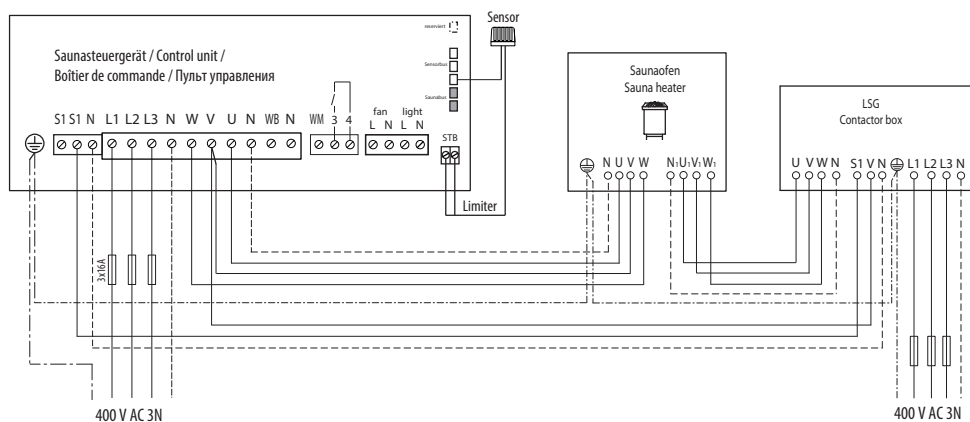 reserviert
Sensor
Saunasteuergerät / Control unit /
Boîtier de commande / Пульт управления
Sensorbus
Saunabus
Saunaofen
Sauna heater
LSG
Contactor box
fan
light
S1 S1 N L1 L2 L3 N W V U N WB N
WM 3 4
L N L N
STB
N U V W
N1 U1 V1 W1
U V W N
S1 V N
L1 L2 L3 N
Limiter
3x16A
400 V AC 3N
400 V AC 3N